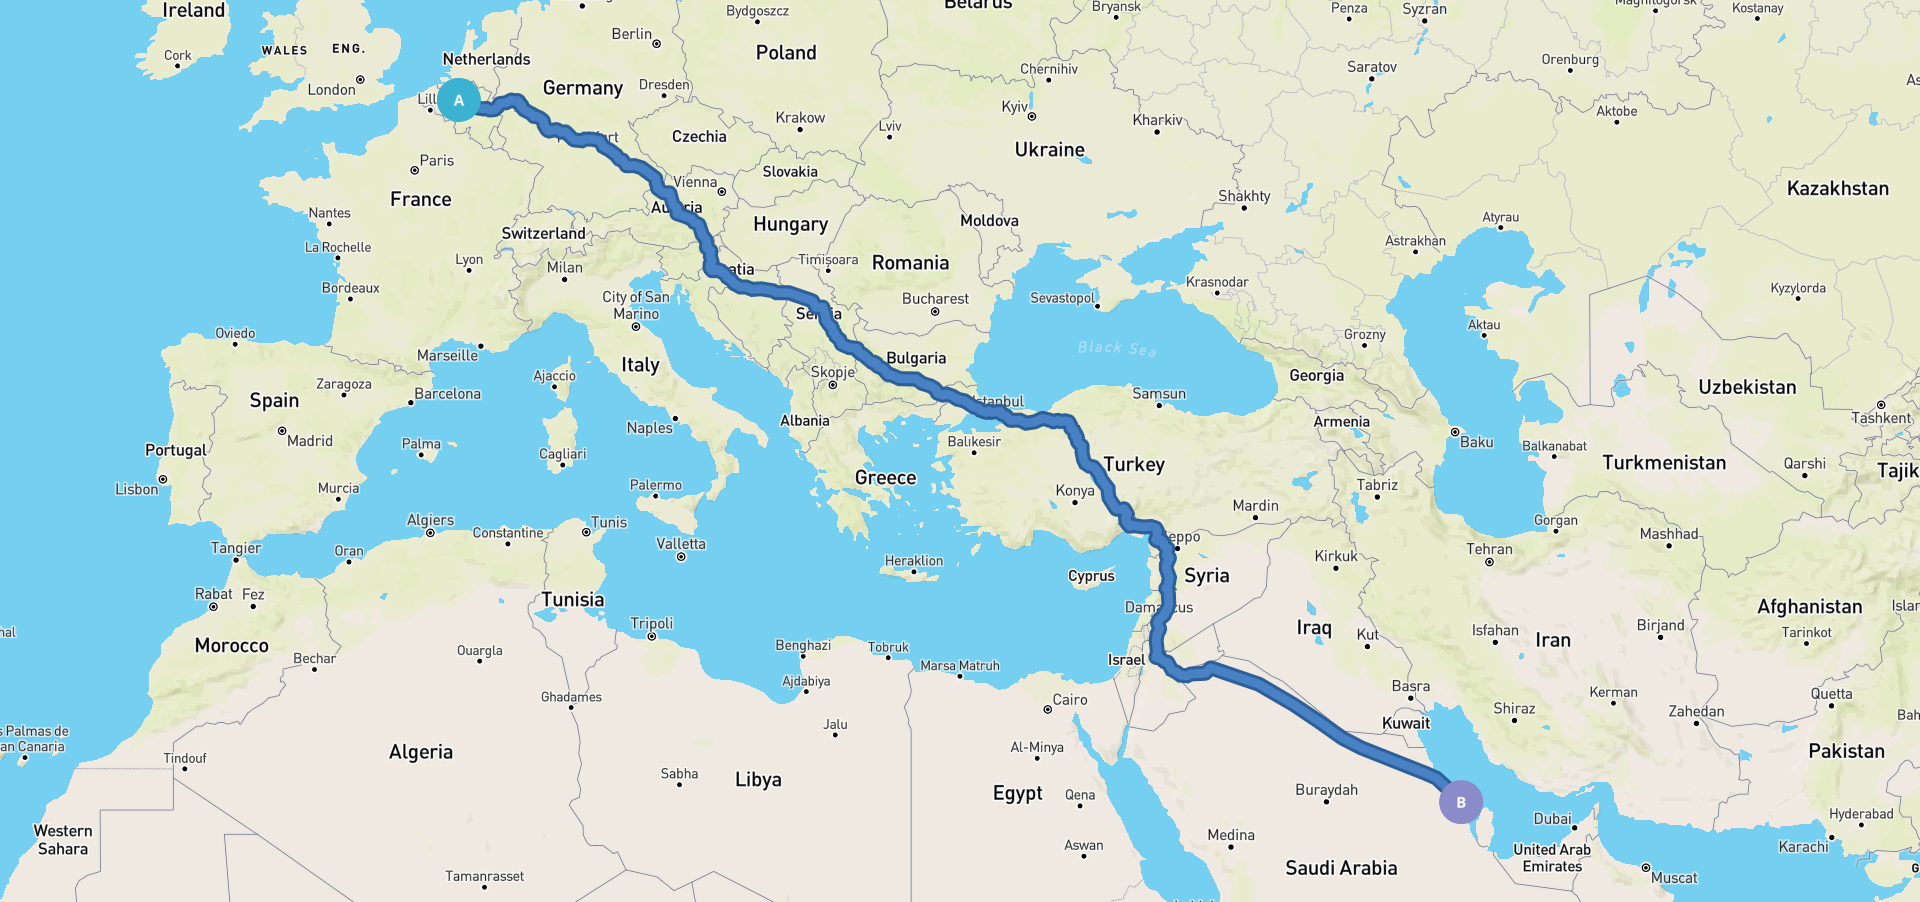 Ireland
Cork
WALES
ENG.
London
Netherlands
Lill
A
Berlin
Germany
Dresden
Bydgoszcz
Poland
Belarus
Bryansk
Penza
Syzran
Magnitogorsk
Kostanay
Chernihiv
Saratov
Orenburg
As
Krakow
Kyiv
Aktobe
Czechia
Lviv
Kharkiv
Ukraine
Paris
France
Vienna
Slovakia
Kazakhstan
Austria
Nantes
Switzerland
Hungary
Moldova
Shakhty
Atyrau
La Rochelle
Astrakhan
Lyon
Milan
atia
Timișoara
Romania
Bordeaux
City of San
Marino
Bucharest
Sevastopol
Krasnodar
Kyzylorda
Serbia
Aktau
Oviedo
Grozny
Marseille
Italy
Bulgaria
Black Sea
Skopje
Georgia
Zaragoza
Ajaccio
Uzbekistan
Spain
Barcelona
Istanbul
Samsun
Tashkent
Madrid
Naples
Albania
Armenia
Baku
Portugal
Palma
Cagliari
Balıkesir
Balkanabat
Turkey
Turkmenistan
Qarshi
Tajik
Lisbon
Murcia
Palermo
Greece
Konya
Tabriz
Mardin
Algiers
Constantine
Tunis
Gorgan
Mashhad
Tangier
Oran
Valletta
eppo
Kirkuk
Tehran
Heraklion
Cyprus
Syria
Rabat
Fez
Tunisia
Damascus
Afghanistan
Islar
nal
Tripoli
Iraq
Kut
Isfahan
Iran
Birjand
Tarinkot
Morocco
Bechar
Ouargla
Benghazi
Tobruk
Marsa Matruh
Israel
Ajdabiya
Basra
Kerman
Quetta
Ghadames
Cairo
Shiraz
Zahedan
Bah
s Palmas de
an Canaria
Jalu
Kuwait
Tindouf
Algeria
Al-Minya
Pakistan
Sabha
Libya
Egypt
Qena
Buraydah
B
Western
Sahara
Medina
Dubai
Hyderabad
Aswan
United Arab
Emirates
Karachi
Saudi Arabia
Tamanrasset
Muscat
G